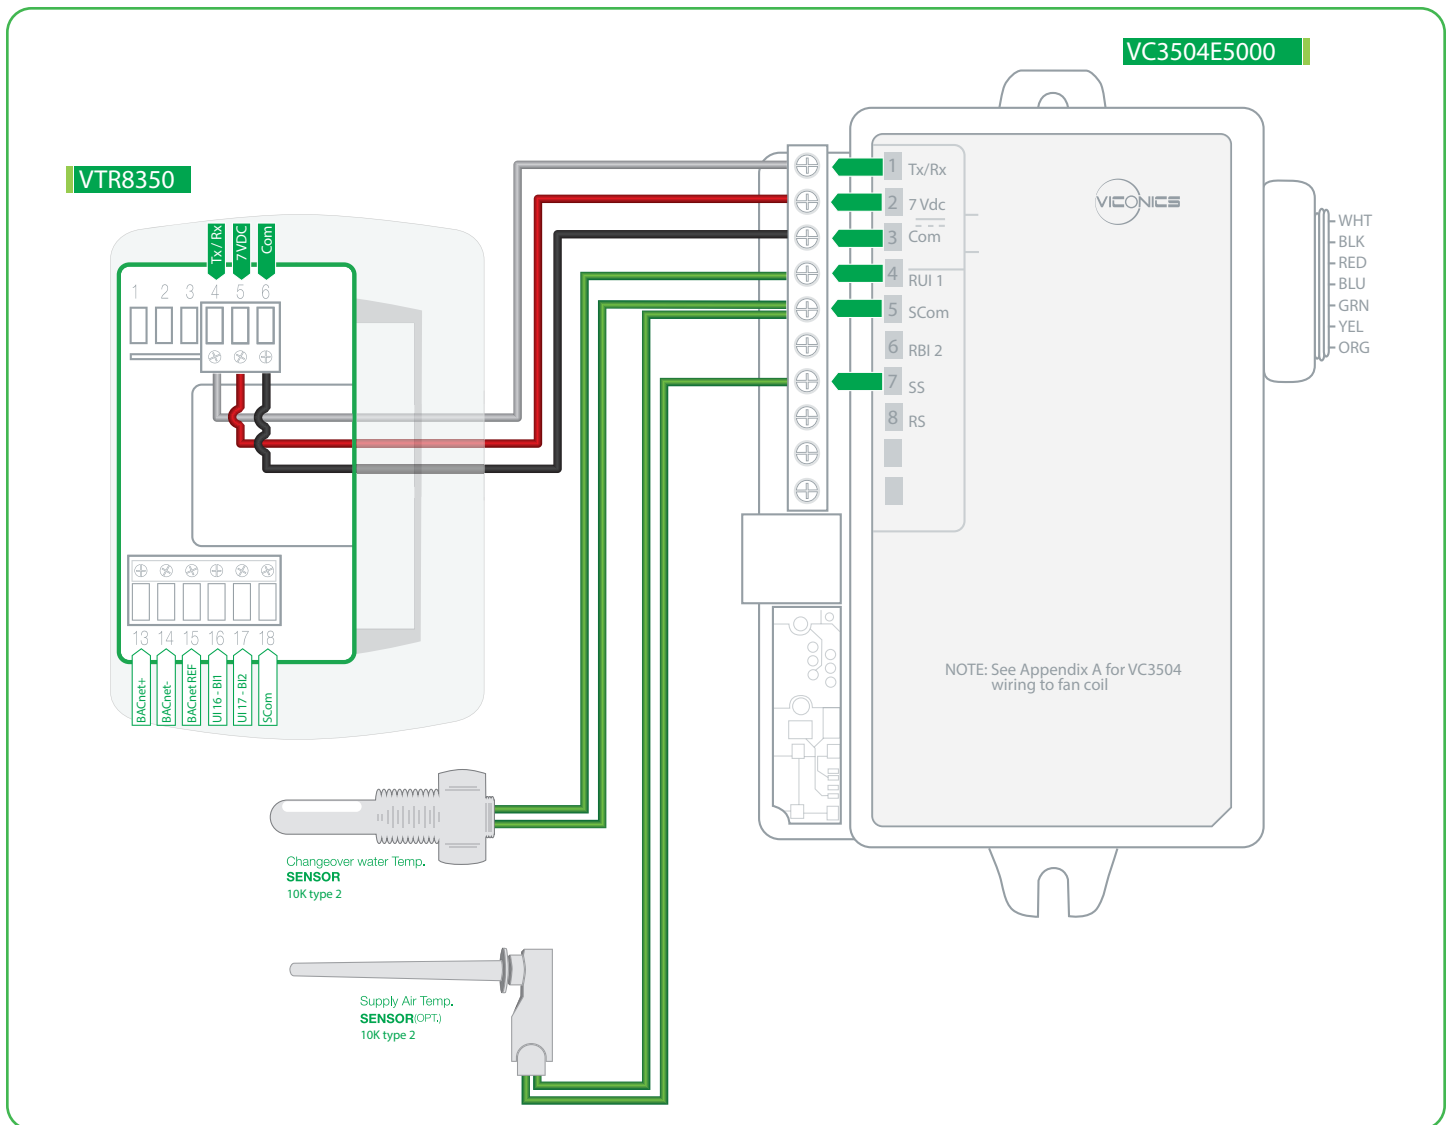 VC3504E5000
VTR8350
Tx / Rx
7 VDC
Com
1 2 3 4 5 6
13 14 15 16 17 18
BACnet+
BACnet-
BACnet REF
UI 16 - BI1
UI 17 - BI2
SCom
1 Tx/Rx
2 7 Vdc
3 Com
4 RUI 1
5 SCom
6 RBI 2
7 SS
8 RS
VICONICS
WHT
BLK
RED
BLU
GRN
YEL
ORG
NOTE: See Appendix A for VC3504
wiring to fan coil
Changeover water Temp.
SENSOR
10K type 2
Supply Air Temp.
SENSOR(OPT.)
10K type 2